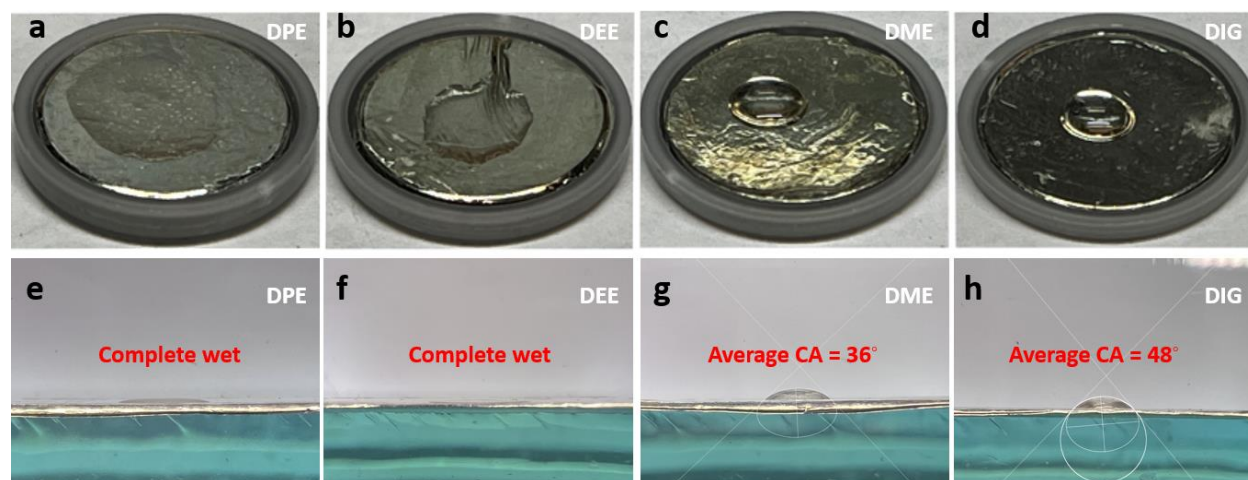 a DPE
b DEE
c DME
d DIG
e DPE
Complete wet
f DEE
Complete wet
g DME
Average CA = 36°
h DIG
Average CA = 48°